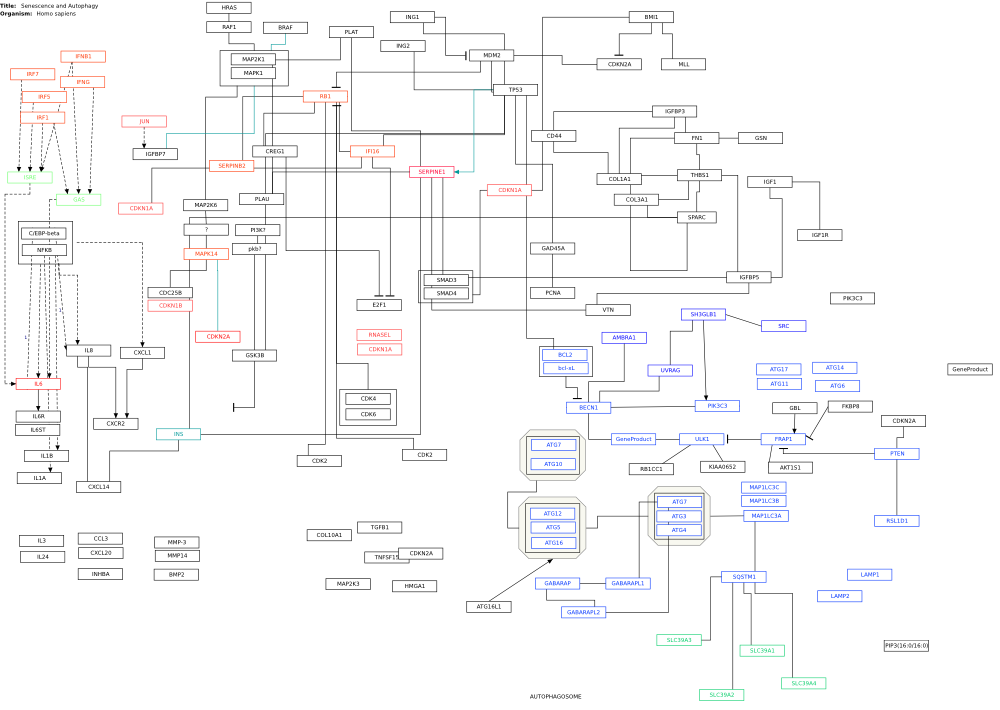 Title: Senescence and Autophagy
Organism: Homo sapiens
HRAS
RAF1
BRAF
PLAT
ING1
ING2
BMI1
MDM2
CDKN2A
MLL
IFNB1
IRF7
IFNG
IRF5
IRF1
MAP2K1
MAPK1
RB1
TP53
JUN
IGFBP7
IGFBP3
CD44
FN1
GSN
CREG1
IFI16
SERPINB2
SERPINE1
ISRE
GAS
CDKN1A
CDKN1A
COL1A1
THBS1
COL3A1
IGF1
SPARC
IGF1R
MAP2K6
PLAU
?
PI3K?
pkb?
C/EBP-beta
NFKB
MAPK14
GAD45A
IGFBP5
SMAD3
SMAD4
PCNA
CDC25B
CDKN1B
E2F1
VTN
PIK3C3
SH3GLB1
SRC
CDKN2A
RNASEL
CDKN1A
AMBRA1
IL8
CXCL1
GSK3B
BCL2
bcl-xL
UVRAG
ATG17
ATG14
GeneProduct
ATG11
ATG6
IL6
CDK4
CDK6
BECN1
PIK3C3
GBL
FKBP8
IL6R
IL6ST
CXCR2
INS
CDKN2A
GeneProduct
ULK1
FRAP1
PTEN
IL1B
IL1A
CXCL14
CDK2
CDK2
ATG7
ATG10
RB1CC1
KIAA0652
AKT1S1
MAP1LC3C
MAP1LC3B
MAP1LC3A
ATG7
ATG3
ATG4
ATG12
ATG5
ATG16
RSL1D1
IL3
IL24
CCL3
CXCL20
INHBA
MMP-3
MMP14
BMP2
COL10A1
TGFB1
TNFSF15
CDKN2A
MAP2K3
HMGA1
ATG16L1
GABARAP
GABARAPL1
GABARAPL2
SQSTM1
LAMP1
LAMP2
SLC39A3
SLC39A1
SLC39A4
SLC39A2
PIP3(16:0/16:0)
AUTOPHAGOSOME